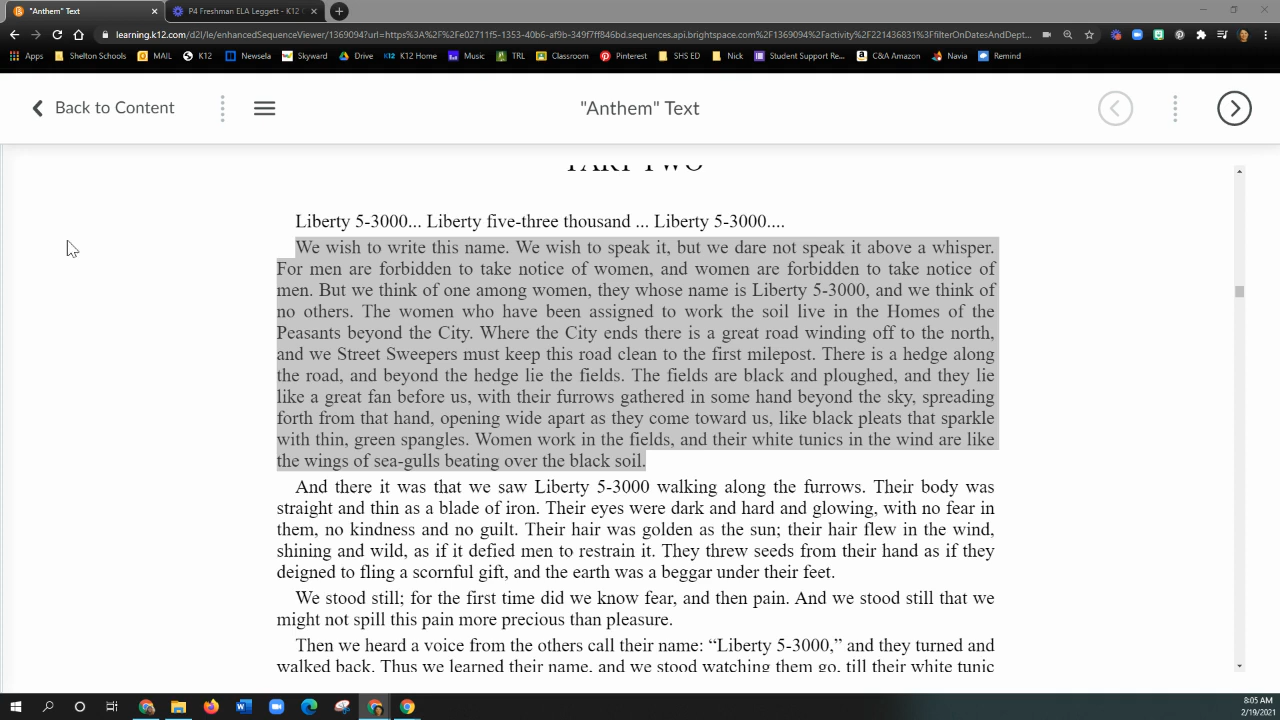 "Anthem" Text
P4 Freshman ELA Leggett - K12
learning.k12.com/d2l/le/enhancedSequenceViewer/1369094?url=https%3A%2F%2Fe02711f5-1353-40b6-af9b-349f7ff846bd.sequences.api.brightspace.com%2F1369094%2Factivity%2F221436831%2FfilterOnDatesAndDept...
Apps Shelton Schools MAIL K12 Newsela Skyward Drive K12 Home Music TRL Classroom Pinterest SHS ED Nick Student Support Re... C&A Amazon Navia Remind
Back to Content
"Anthem" Text
PART TWO
Liberty 5-3000... Liberty five-three thousand ... Liberty 5-3000....
We wish to write this name. We wish to speak it, but we dare not speak it above a whisper.
For men are forbidden to take notice of women, and women are forbidden to take notice of
men. But we think of one among women, they whose name is Liberty 5-3000, and we think of
no others. The women who have been assigned to work the soil live in the Homes of the
Peasants beyond the City. Where the City ends there is a great road winding off to the north,
and we Street Sweepers must keep this road clean to the first milepost. There is a hedge along
the road, and beyond the hedge lie the fields. The fields are black and ploughed, and they lie
like a great fan before us, with their furrows gathered in some hand beyond the sky, spreading
forth from that hand, opening wide apart as they come toward us, like black pleats that sparkle
with thin, green spangles. Women work in the fields, and their white tunics in the wind are like
the wings of sea-gulls beating over the black soil.
And there it was that we saw Liberty 5-3000 walking along the furrows. Their body was
straight and thin as a blade of iron. Their eyes were dark and hard and glowing, with no fear in
them, no kindness and no guilt. Their hair was golden as the sun; their hair flew in the wind,
shining and wild, as if it defied men to restrain it. They threw seeds from their hand as if they
deigned to fling a scornful gift, and the earth was a beggar under their feet.
We stood still; for the first time did we know fear, and then pain. And we stood still that we
might not spill this pain more precious than pleasure.
Then we heard a voice from the others call their name: “Liberty 5-3000,” and they turned and
walked back. Thus we learned their name, and we stood watching them go, till their white tunic
8:05 AM
2/19/2021